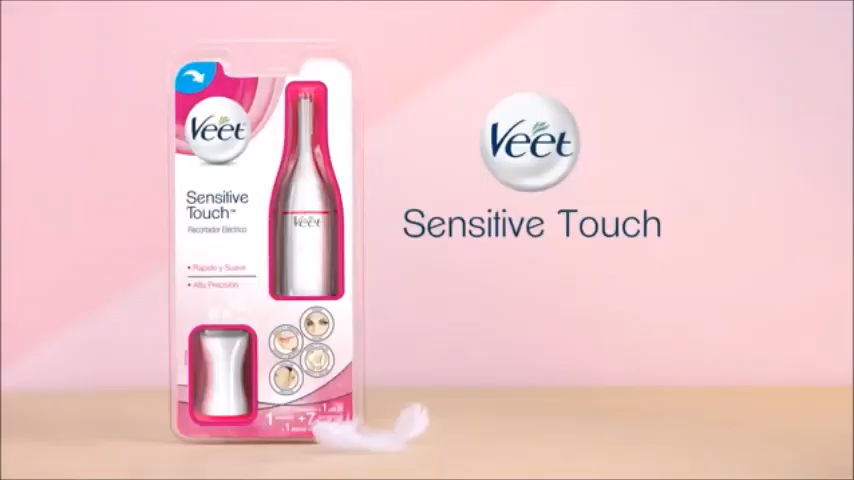 Veet
Sensitive
Touch™
Recortador Eléctrico
• Rápido y Suave
• Alta Precisión
Veet
1 +7
Veet
Sensitive Touch